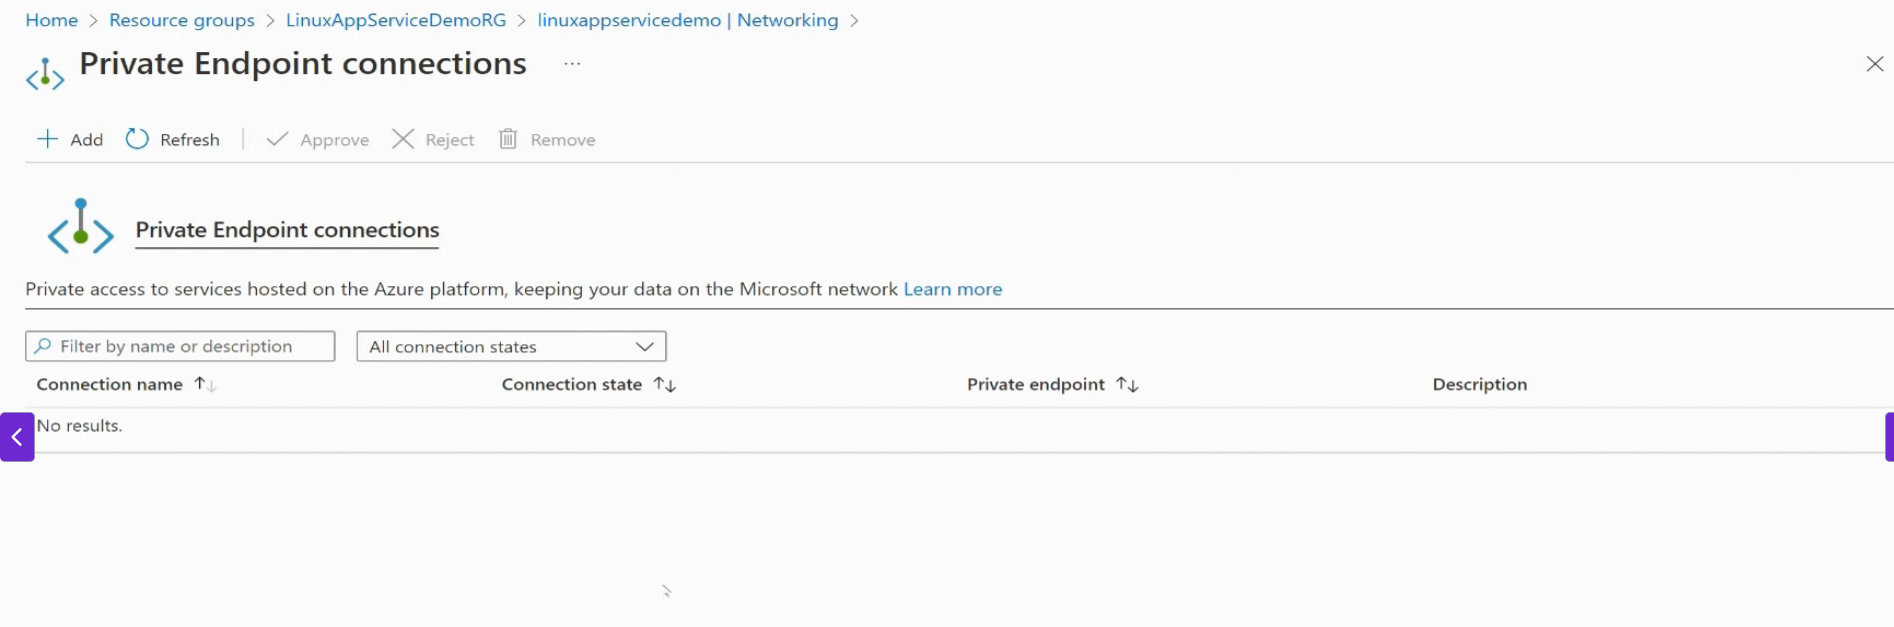 Home > Resource groups > LinuxAppServiceDemoRG > linuxappservicedemo | Networking >
Private Endpoint connections ...
Add Refresh Approve Reject Remove
Private Endpoint connections
Private access to services hosted on the Azure platform, keeping your data on the Microsoft network Learn more
Filter by name or description All connection states
Connection name ↑↓ Connection state ↑↓ Private endpoint ↑↓ Description
No results.